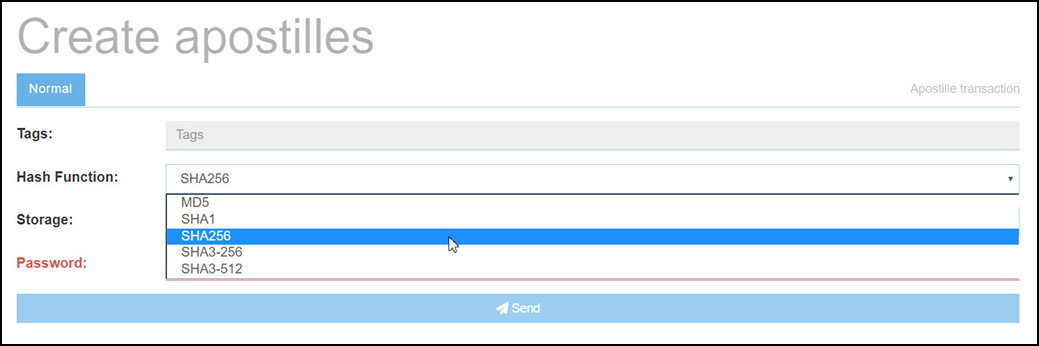 Create apostilles
Normal
Apostille transaction
Tags:
Tags
Hash Function:
SHA256
MD5
SHA1
SHA256
SHA3-256
SHA3-512
Storage:
Password:
Send